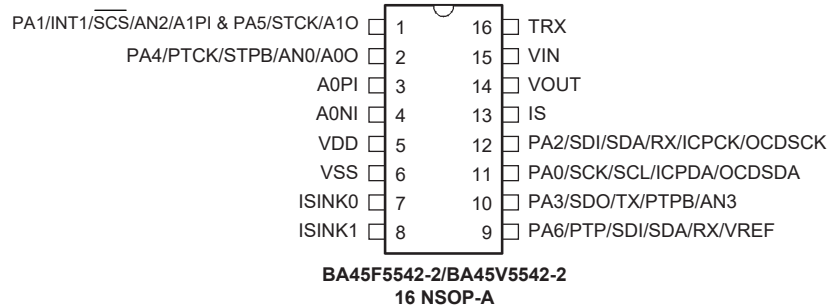 PA1/INT1/SCS/AN2/A1PI & PA5/STCK/A1O 1 16 TRX
PA4/PTCK/STPB/AN0/A0O 2 15 VIN
A0PI 3 14 VOUT
A0NI 4 13 IS
VDD 5 12 PA2/SDI/SDA/RX/ICPCK/OCDSCK
VSS 6 11 PA0/SCK/SCL/ICPDA/OCDSDA
ISINK0 7 10 PA3/SDO/TX/PTPB/AN3
ISINK1 8 9 PA6/PTP/SDI/SDA/RX/VREF
BA45F5542-2/BA45V5542-2
16 NSOP-A